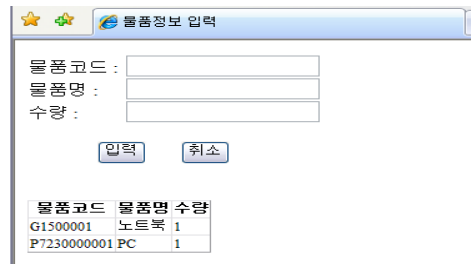 물품정보 입력
물품코드 :
물품명 :
수량 :
입력 취소
물품코드 물품명 수량
G1500001 노트북 1
P7230000001 PC 1